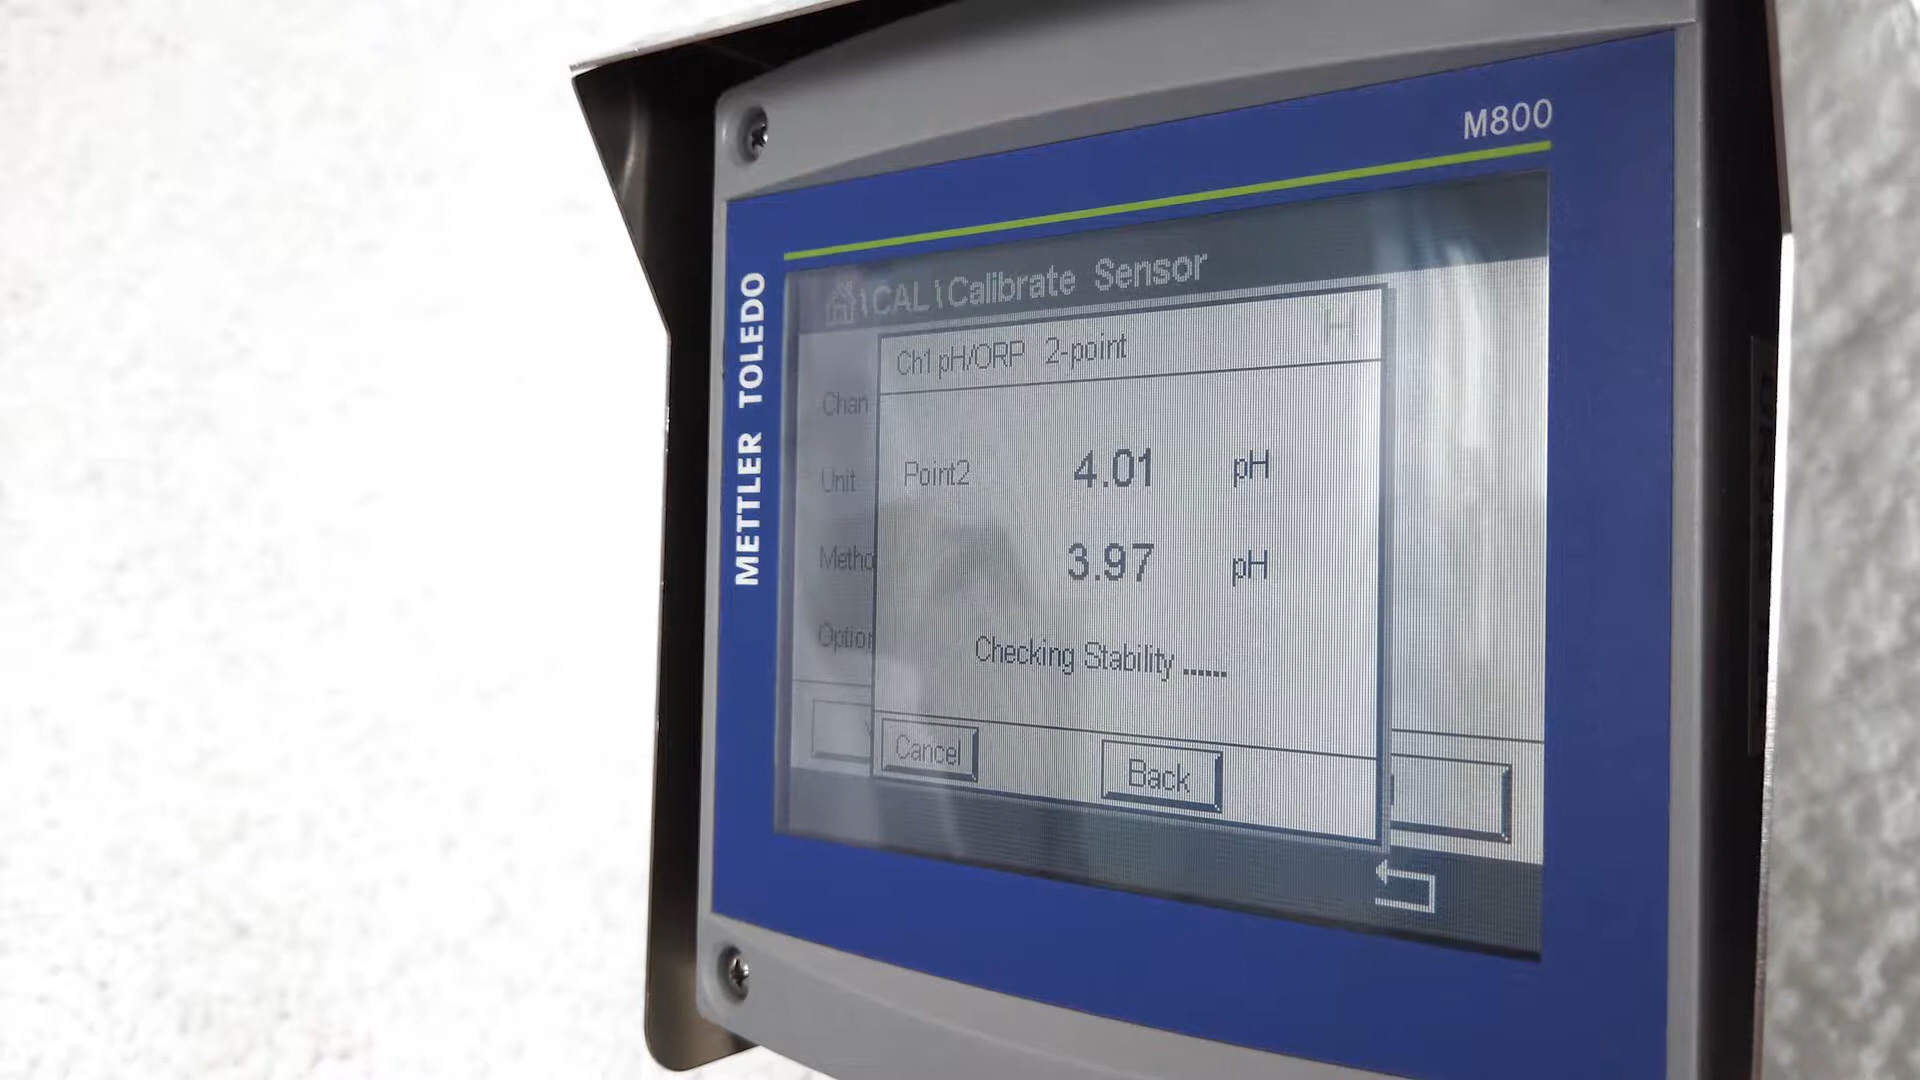 M800
METTLER TOLEDO
\CAL\Calibrate Sensor
Ch1 pH/ORP 2-point
H
Chan
Point2 4.01 pH
Unit
3.97 pH
Metho
Option
Checking Stability ......
Cancel
Back